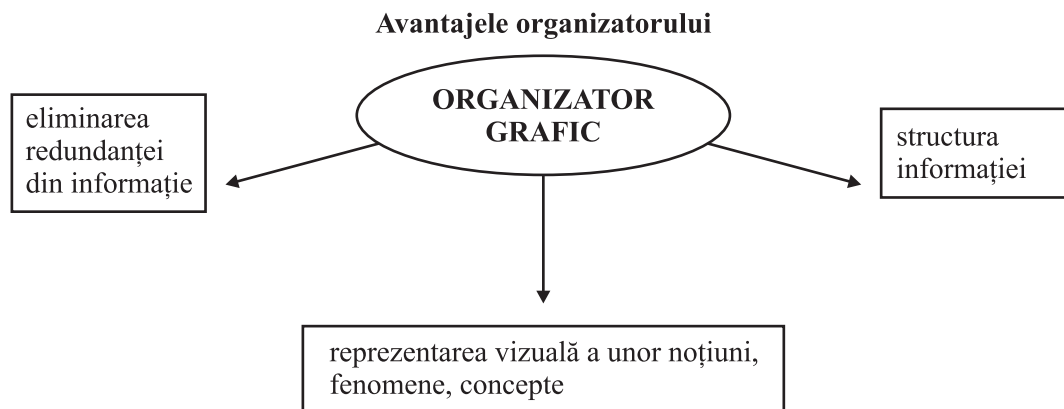 Avantajele organizatorului
ORGANIZATOR
GRAFIC
eliminarea
redundanței
din informație
structura
informației
reprezentarea vizuală a unor noțiuni,
fenomene, concepte